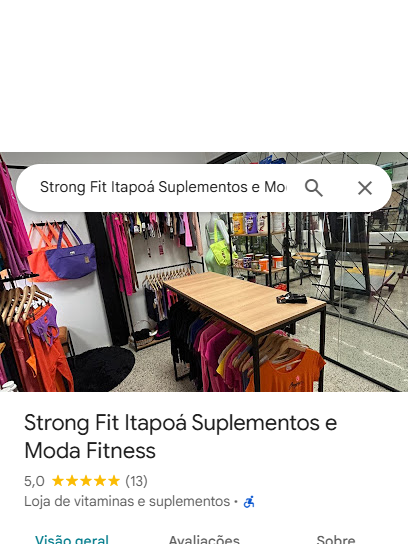 Strong Fit Itapoá Suplementos e Mo
Strong Fit Itapoá Suplementos e
Moda Fitness
5,0 ★★★★★ (13)
Loja de vitaminas e suplementos ·
Visão geral Avaliações Sobre